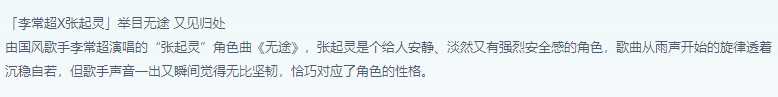 「李常超X张起灵」举目无途 又见归处
由国风歌手李常超演唱的“张起灵”角色曲《无途》，张起灵是个给人安静、淡然又有强烈安全感的角色，歌曲从雨声开始的旋律透着
沉稳自若，但歌手声音一出又瞬间觉得无比坚韧，恰巧对应了角色的性格。